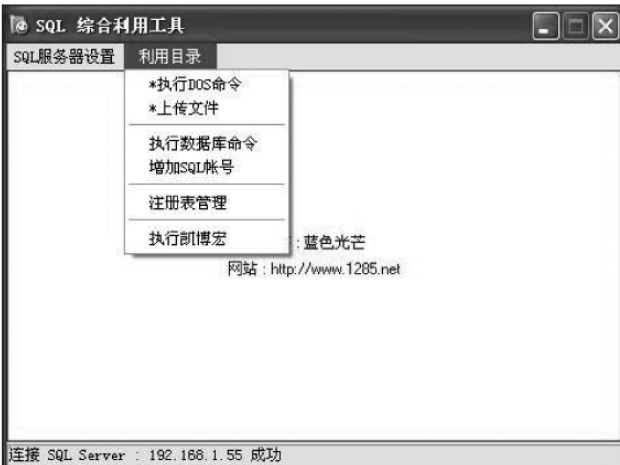 SQL 综合利用工具
SQL服务器设置 利用目录
*执行DOS命令
*上传文件
执行数据库命令
增加SQL帐号
注册表管理
执行凯博宏
:蓝色光芒
网站:http://www.1285.net
连接 SQL Server : 192.168.1.55 成功